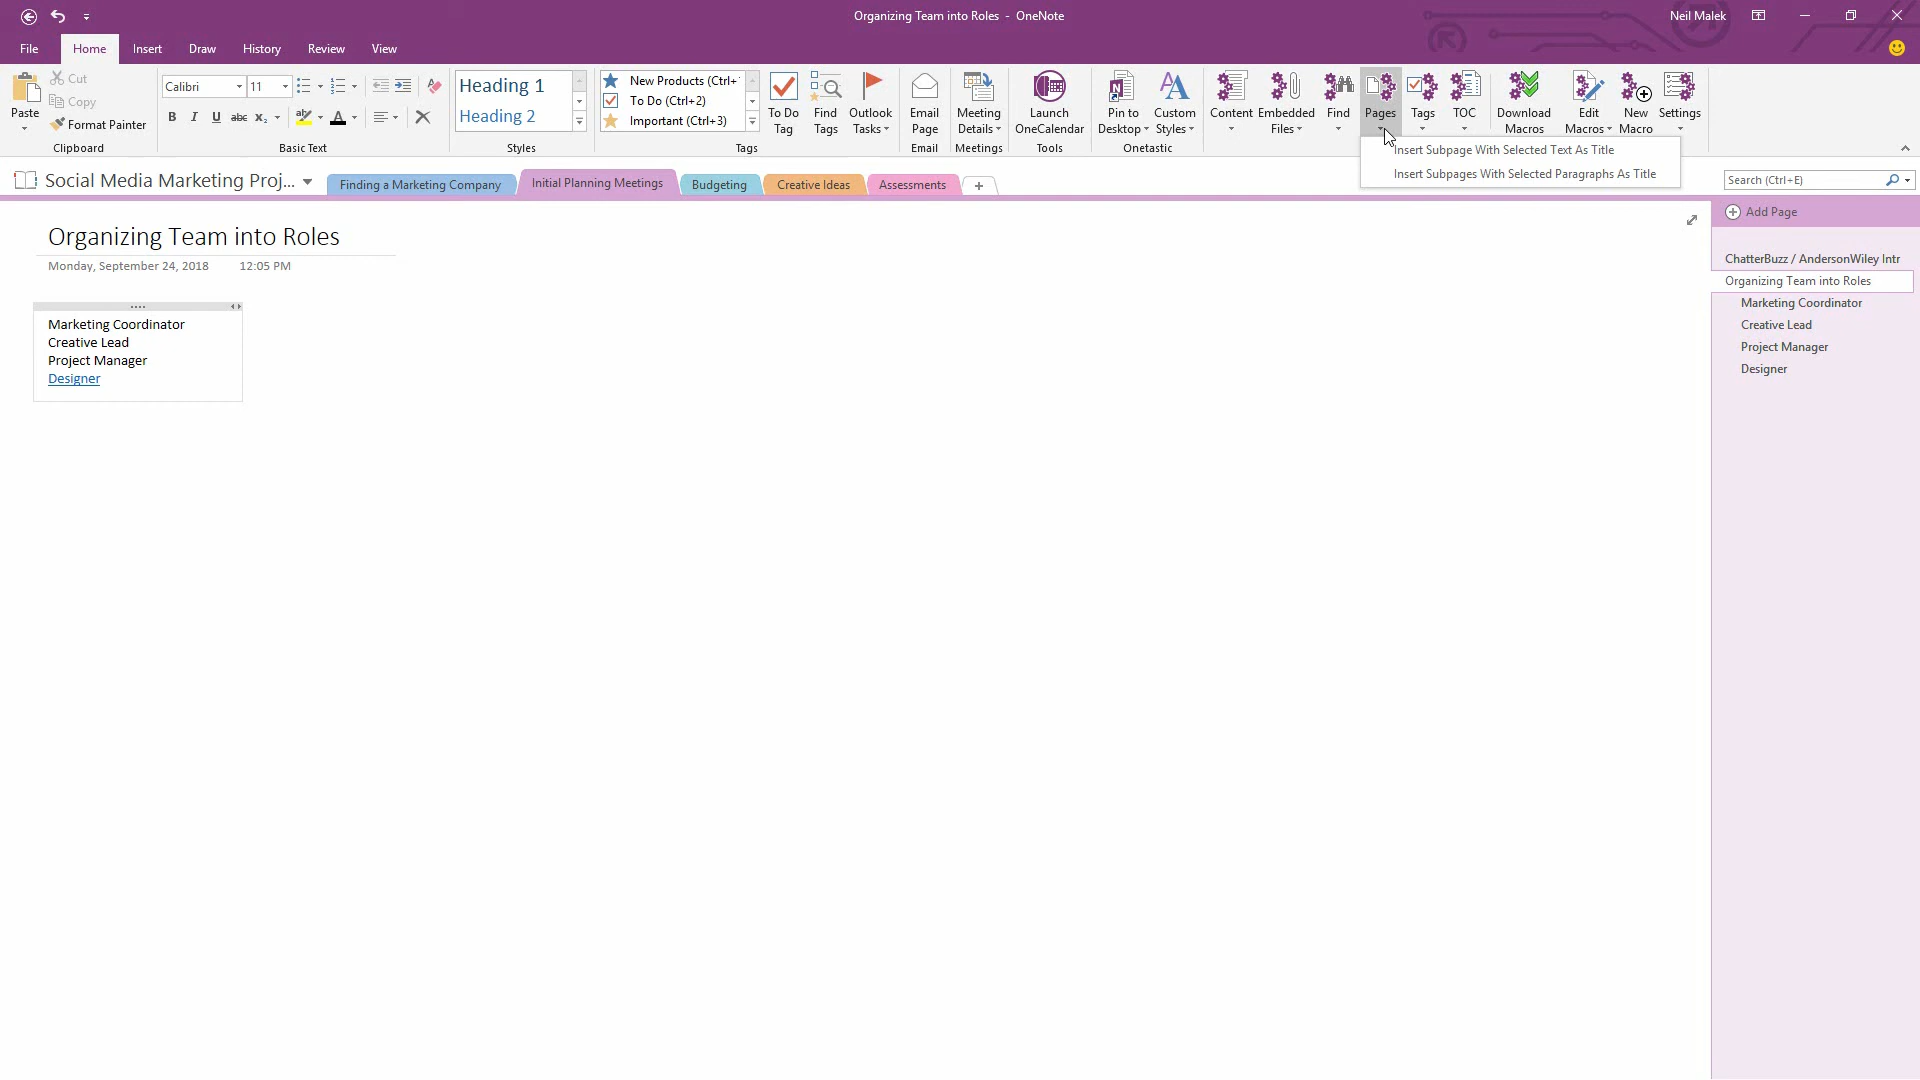 Organizing Team into Roles - OneNote
Neil Malek
File Home Insert Draw History Review View
Paste
Cut
Copy
Format Painter
Clipboard
Calibri 11
B I U abc X₂
A
Basic Text
Heading 1
Heading 2
Styles
New Products (Ctrl+
To Do (Ctrl+2)
Important (Ctrl+3)
To Do Tag
Find Tags
Outlook Tasks
Tags
Email Page
Email
Meeting Details
Meetings
Launch OneCalendar
Tools
Pin to Desktop
Custom Styles
Onetastic
Content
Embedded Files
Find
Pages
Tags
TOC
Download Macros
Edit Macros
New Macro
Settings
Insert Subpage With Selected Text As Title
Insert Subpages With Selected Paragraphs As Title
Social Media Marketing Proj...
Finding a Marketing Company
Initial Planning Meetings
Budgeting
Creative Ideas
Assessments
Search (Ctrl+E)
Add Page
Organizing Team into Roles
Monday, September 24, 2018 12:05 PM
Marketing Coordinator
Creative Lead
Project Manager
Designer
ChatterBuzz / AndersonWiley Intr
Organizing Team into Roles
Marketing Coordinator
Creative Lead
Project Manager
Designer